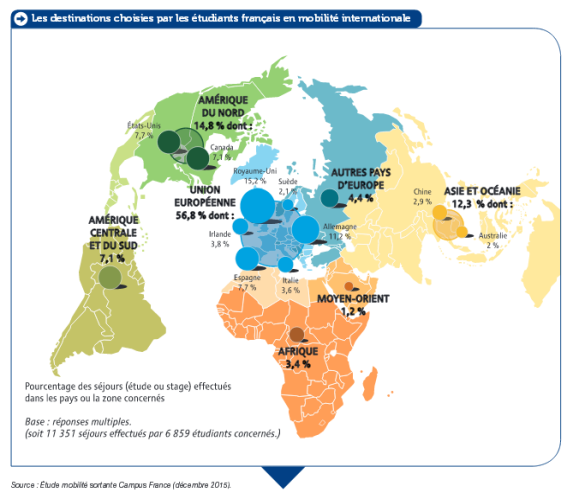 Les destinations choisies par les étudiants français en mobilité internationale
AMÉRIQUE
DU NORD
14,8 % dont :
États-Unis
7,7 %
Canada
7,1 %
Royaume-Uni
15,2 %
Suède
2,1 %
UNION
EUROPÉENNE
56,8 % dont :
AUTRES PAYS
D'EUROPE
4,4 %
Chine
2,9 %
ASIE ET OCÉANIE
12,3 % dont :
Australie
2 %
AMÉRIQUE
CENTRALE
ET DU SUD
7,1 %
Irlande
3,8 %
Allemagne
11,2 %
Espagne
7,7 %
Italie
3,6 %
MOYEN-ORIENT
1,2 %
AFRIQUE
3,4 %
Pourcentage des séjours (étude ou stage) effectués
dans les pays ou la zone concernés
Base : réponses multiples.
(soit 11 351 séjours effectués par 6 859 étudiants concernés.)
Source : Étude mobilité sortante Campus France (décembre 2015).